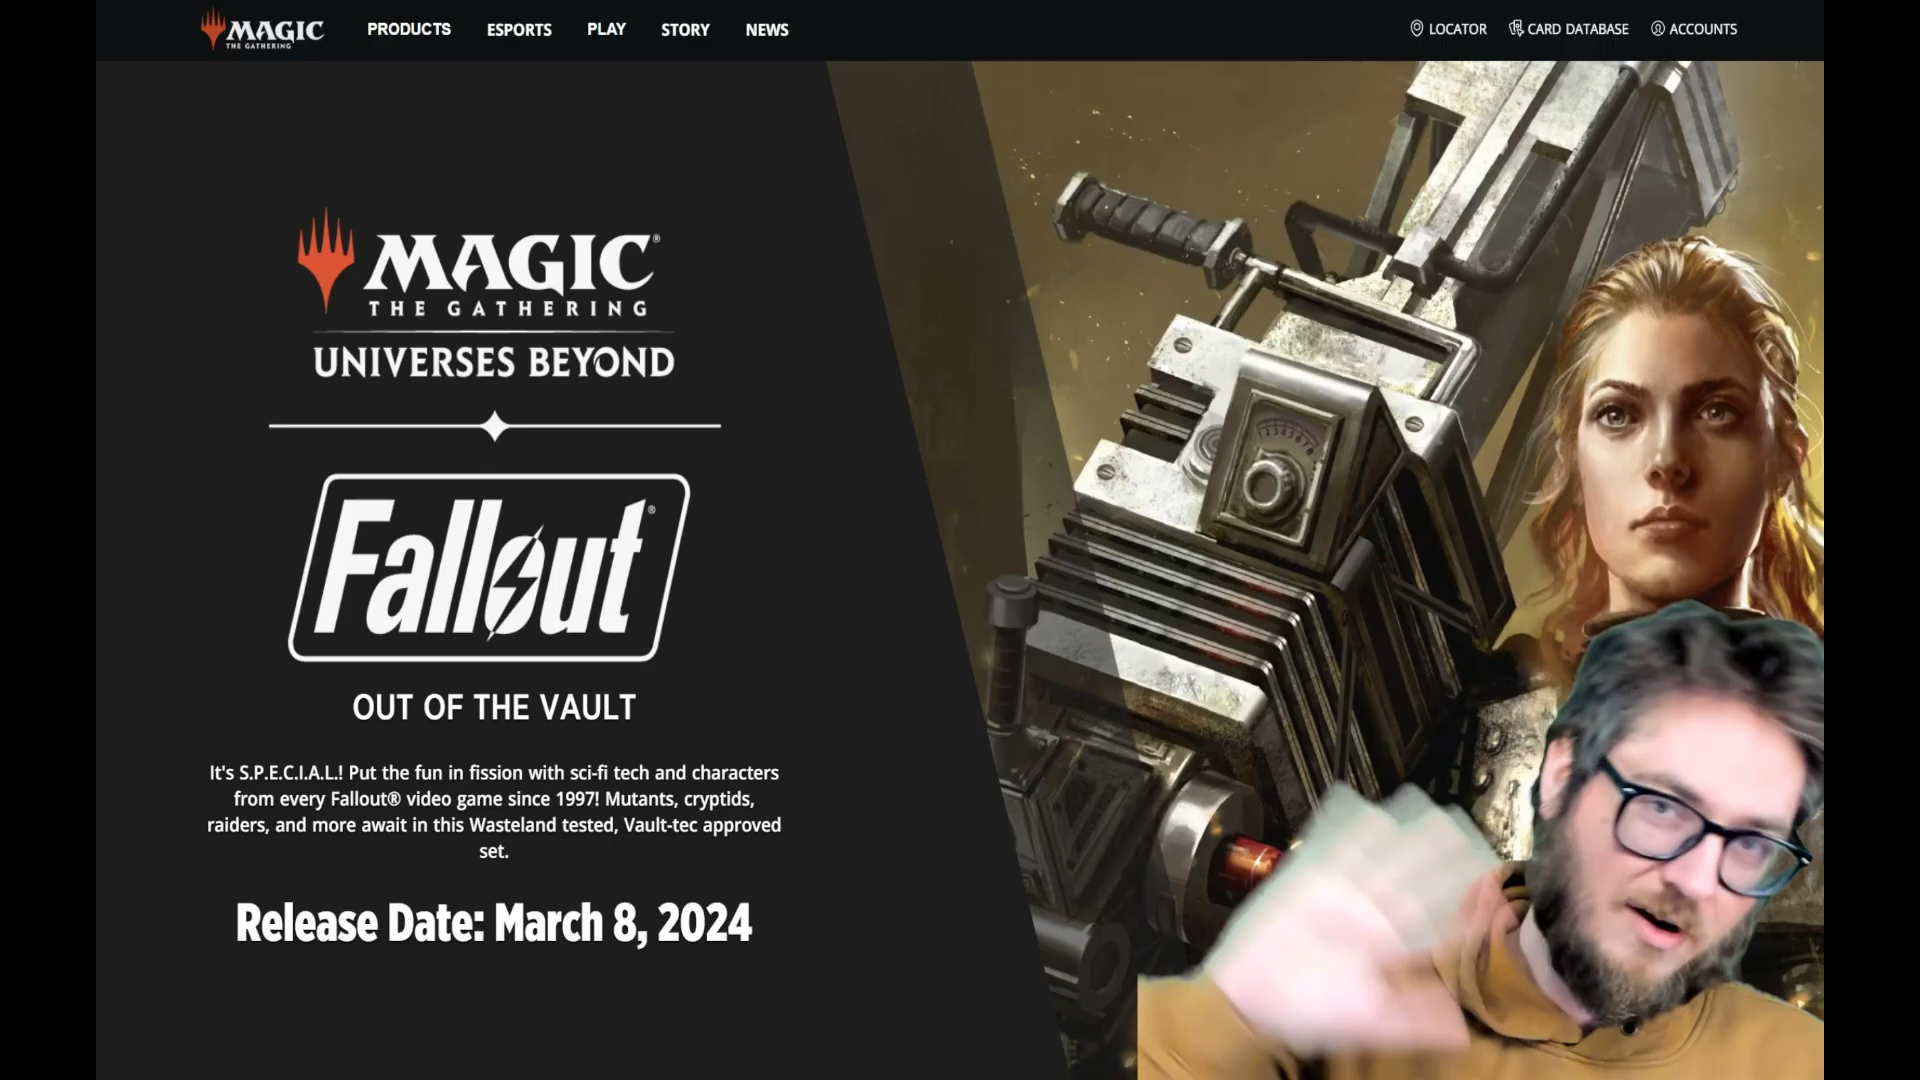 MAGIC
THE GATHERING
PRODUCTS
ESPORTS
PLAY
STORY
NEWS
LOCATOR
CARD DATABASE
ACCOUNTS
MAGIC®
THE GATHERING
UNIVERSES BEYOND
Fallout®
OUT OF THE VAULT
It's S.P.E.C.I.A.L.! Put the fun in fission with sci-fi tech and characters
from every Fallout® video game since 1997! Mutants, cryptids,
raiders, and more await in this Wasteland tested, Vault-tec approved
set.
Release Date: March 8, 2024